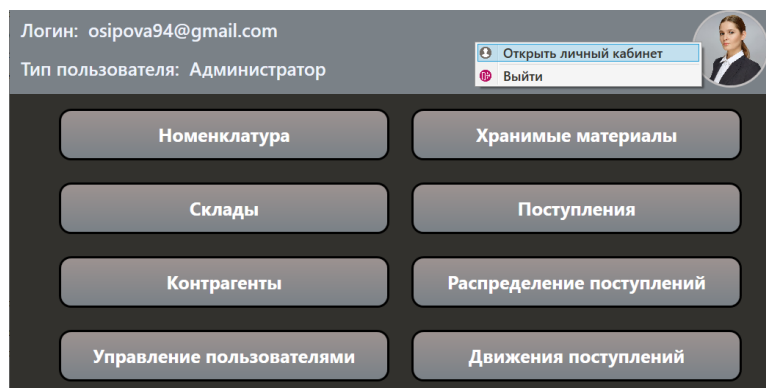 Логин: osipova94@gmail.com
Тип пользователя: Администратор
Открыть личный кабинет
Выйти
Номенклатура
Хранимые материалы
Склады
Поступления
Контрагенты
Распределение поступлений
Управление пользователями
Движения поступлений